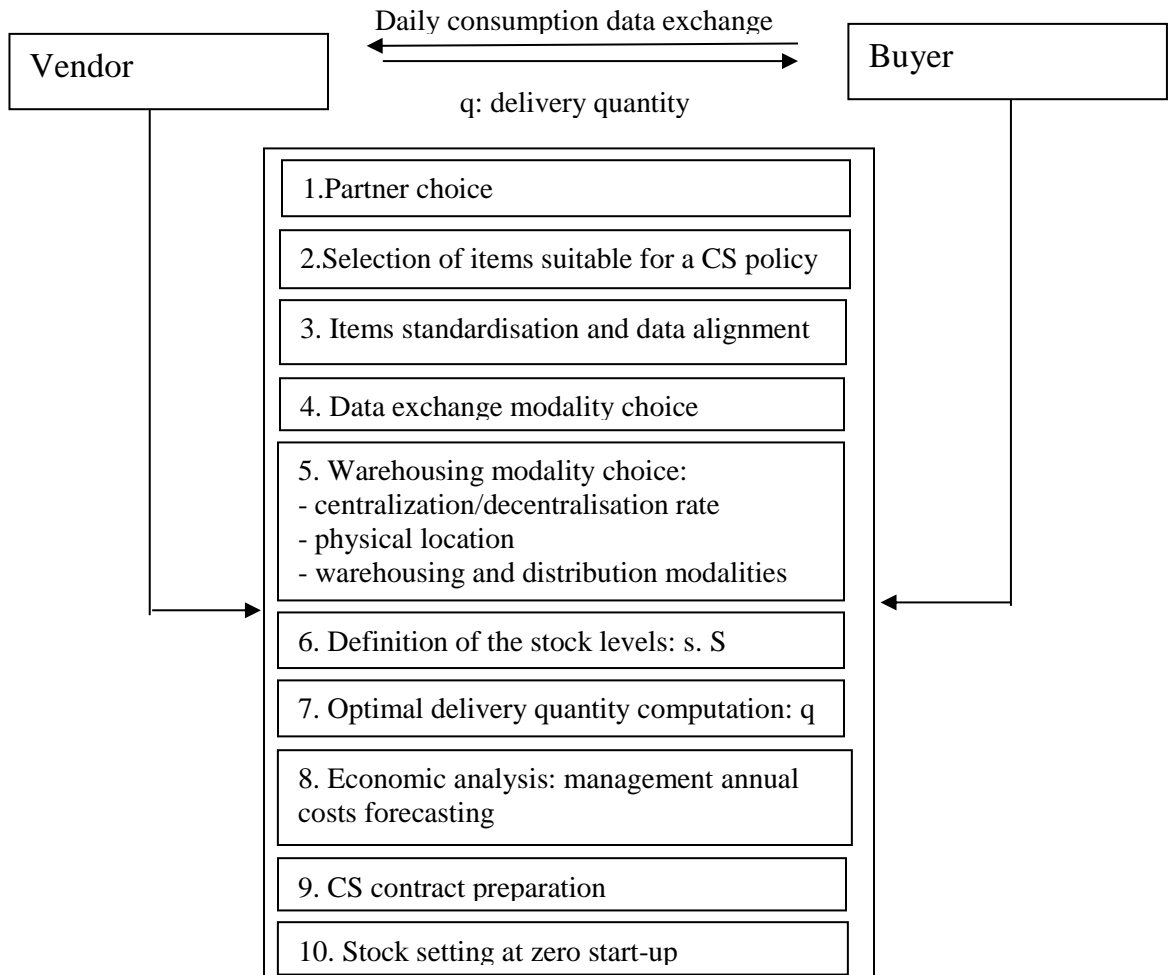 Daily consumption data exchange
Vendor
Buyer
q: delivery quantity
1.Partner choice
2.Selection of items suitable for a CS policy
3. Items standardisation and data alignment
4. Data exchange modality choice
5. Warehousing modality choice:
- centralization/decentralisation rate
- physical location
- warehousing and distribution modalities
6. Definition of the stock levels: s. S
7. Optimal delivery quantity computation: q
8. Economic analysis: management annual
costs forecasting
9. CS contract preparation
10. Stock setting at zero start-up